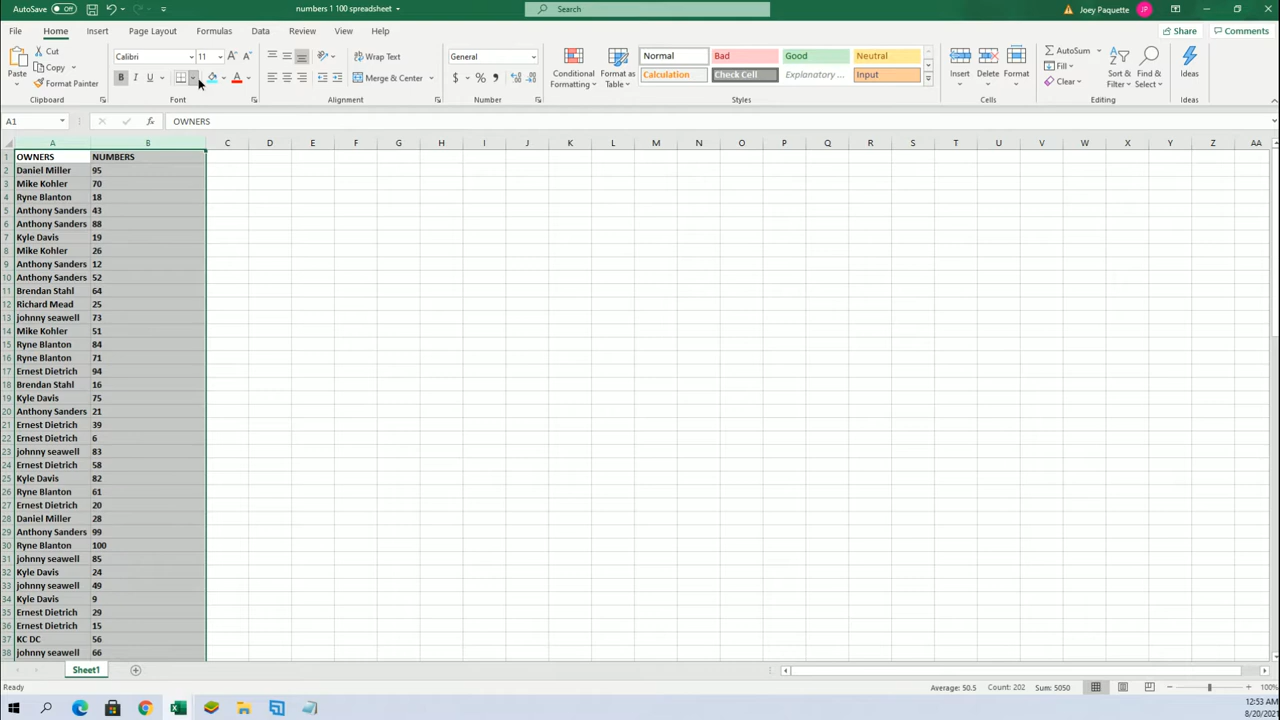 AutoSave Off numbers 1 100 spreadsheet Search Joey Paquette JP
File Home Insert Page Layout Formulas Data Review View Help Share Comments
Paste Cut Copy Format Painter Clipboard
Calibri 11 B I U A Font
Wrap Text Merge & Center Alignment
General $ % Number
Conditional Formatting Format as Table
Normal Bad Good Neutral
Calculation Check Cell Explanatory ... Input
Styles
Insert Delete Format Cells
AutoSum Fill Clear Sort & Filter Find & Select Editing
Ideas Ideas
A1 fx OWNERS
A B C D E F G H I J K L M N O P Q R S T U V W X Y Z AA
1 OWNERS NUMBERS
2 Daniel Miller 95
3 Mike Kohler 70
4 Ryne Blanton 18
5 Anthony Sanders 43
6 Anthony Sanders 88
7 Kyle Davis 19
8 Mike Kohler 26
9 Anthony Sanders 12
10 Anthony Sanders 52
11 Brendan Stahl 64
12 Richard Mead 25
13 johnny seawell 73
14 Mike Kohler 51
15 Ryne Blanton 84
16 Ryne Blanton 71
17 Ernest Dietrich 94
18 Brendan Stahl 16
19 Kyle Davis 75
20 Anthony Sanders 21
21 Ernest Dietrich 39
22 Ernest Dietrich 6
23 johnny seawell 83
24 Ernest Dietrich 58
25 Kyle Davis 82
26 Ryne Blanton 61
27 Ernest Dietrich 20
28 Daniel Miller 28
29 Anthony Sanders 99
30 Ryne Blanton 100
31 johnny seawell 85
32 Kyle Davis 24
33 johnny seawell 49
34 Kyle Davis 9
35 Ernest Dietrich 29
36 Ernest Dietrich 15
37 KC DC 56
38 johnny seawell 66
Sheet1
Ready Average: 50.5 Count: 202 Sum: 5050 100%
12:53 AM
8/20/2021